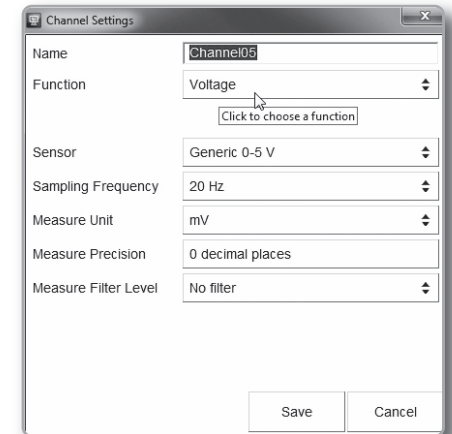 Channel Settings
Name Channel05
Function Voltage
Click to choose a function
Sensor Generic 0-5 V
Sampling Frequency 20 Hz
Measure Unit mV
Measure Precision 0 decimal places
Measure Filter Level No filter
Save Cancel